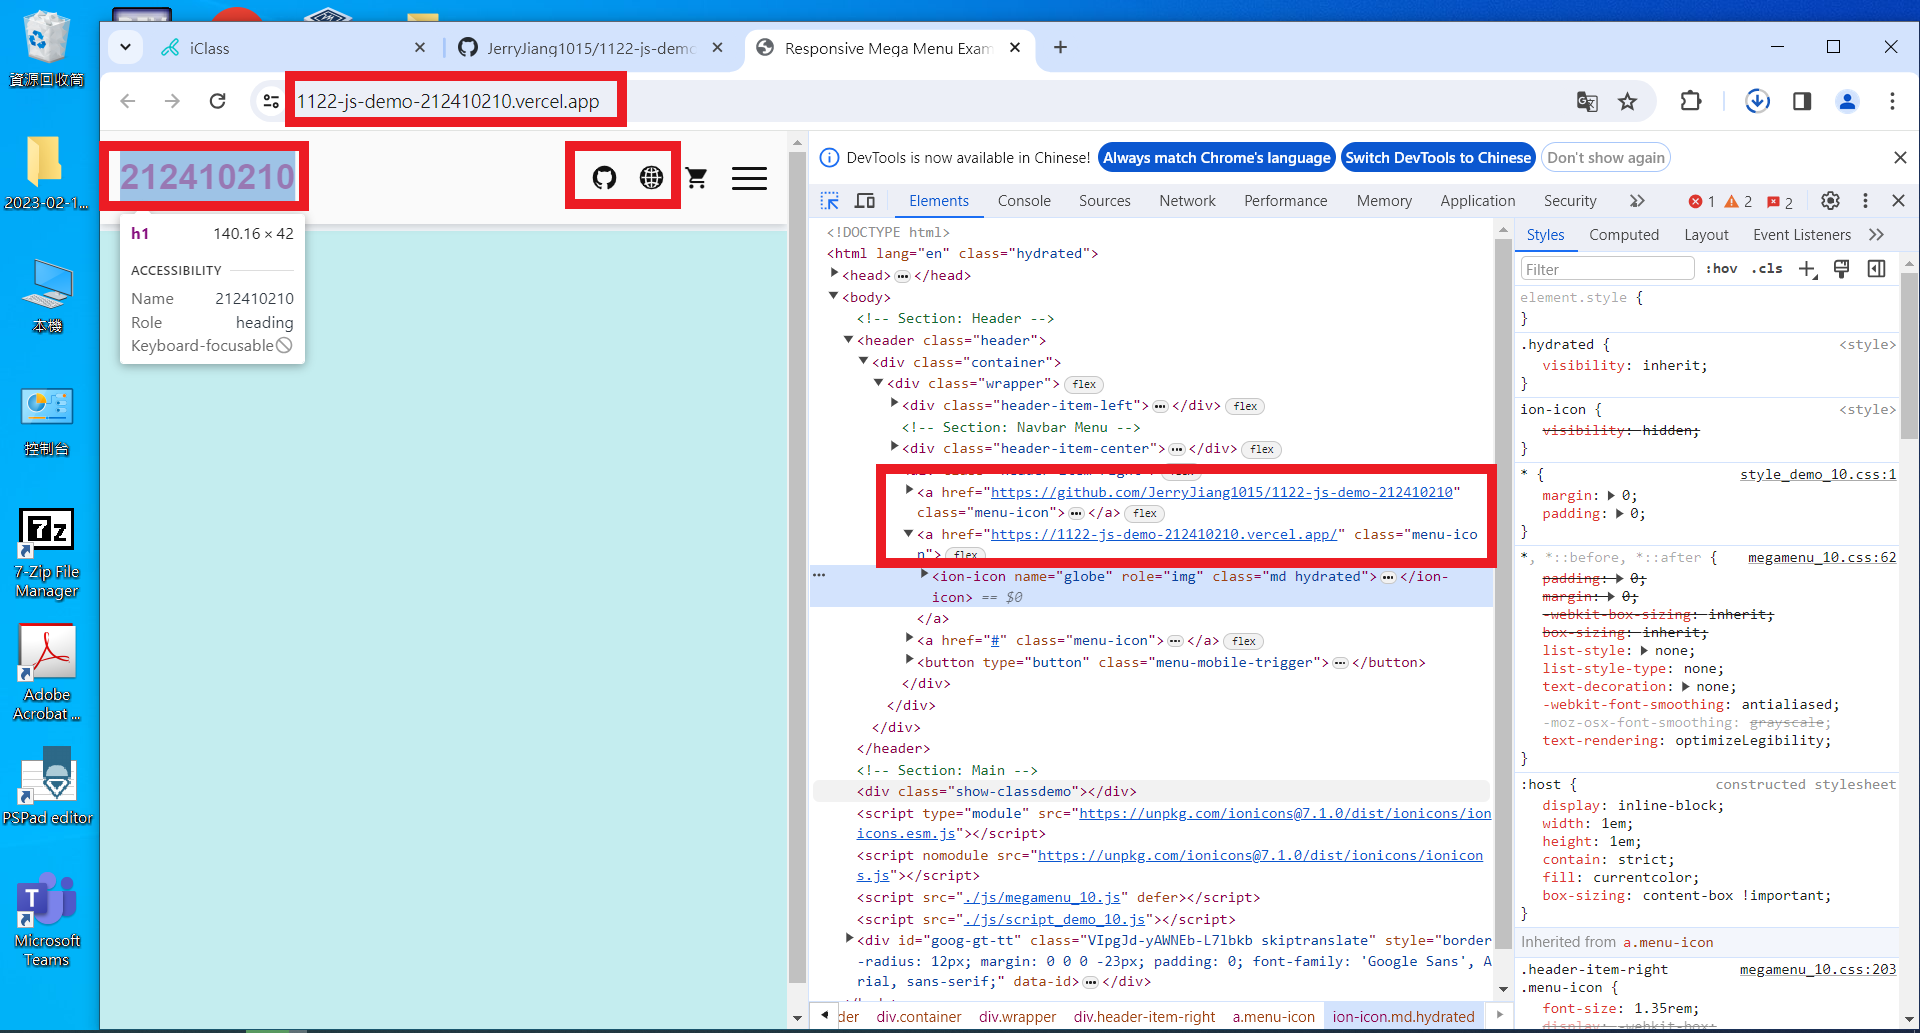 資源回收筒
2023-02-1...
本機
控制台
7-Zip File
Manager
Adobe
Acrobat ...
PSPad editor
Microsoft
Teams
iClass
JerryJiang1015/1122-js-demo
Responsive Mega Menu Exam
1122-js-demo-212410210.vercel.app
212410210
h1 140.16 × 42
ACCESSIBILITY
Name 212410210
Role heading
Keyboard-focusable
DevTools is now available in Chinese! Always match Chrome's language Switch DevTools to Chinese Don't show again
Elements Console Sources Network Performance Memory Application Security 1 2 2
<!DOCTYPE html>
<html lang="en" class="hydrated">
<head> ... </head>
<body>
<!-- Section: Header -->
<header class="header">
<div class="container">
<div class="wrapper"> flex
<div class="header-item-left"> ... </div> flex
<!-- Section: Navbar Menu -->
<div class="header-item-center"> ... </div> flex
<a href="https://github.com/JerryJiang1015/1122-js-demo-212410210"
class="menu-icon"> ... </a> flex
<a href="https://1122-js-demo-212410210.vercel.app/" class="menu-ico
n"> flex
<ion-icon name="globe" role="img" class="md hydrated"> ... </ion-
icon> == $0
</a>
<a href="#" class="menu-icon"> ... </a> flex
<button type="button" class="menu-mobile-trigger"> ... </button>
</div>
</div>
</div>
</header>
<!-- Section: Main -->
<div class="show-classdemo"></div>
<script type="module" src="https://unpkg.com/ionicons@7.1.0/dist/ionicons/ion
icons.esm.js"></script>
<script nomodule src="https://unpkg.com/ionicons@7.1.0/dist/ionicons/ionicon
s.js"></script>
<script src="./js/megamenu_10.js" defer></script>
<script src="./js/script_demo_10.js"></script>
<div id="goog-gt-tt" class="VIpgJd-yAWNEb-L7lbkb skiptranslate" style="border
-radius: 12px; margin: 0 0 0 -23px; padding: 0; font-family: 'Google Sans', A
rial, sans-serif;" data-id> ... </div>
der div.container div.wrapper div.header-item-right a.menu-icon ion-icon.md.hydrated
Styles Computed Layout Event Listeners
Filter :hov .cls
element.style {
}
.hydrated { <style>
visibility: inherit;
}
ion-icon { <style>
visibility: hidden;
}
* { style_demo_10.css:1
margin: 0;
padding: 0;
}
*, *::before, *::after { megamenu_10.css:62
padding: 0;
margin: 0;
-webkit-box-sizing: inherit;
box-sizing: inherit;
list-style: none;
list-style-type: none;
text-decoration: none;
-webkit-font-smoothing: antialiased;
-moz-osx-font-smoothing: grayscale;
text-rendering: optimizeLegibility;
}
:host { constructed stylesheet
display: inline-block;
width: 1em;
height: 1em;
contain: strict;
fill: currentcolor;
box-sizing: content-box !important;
}
Inherited from a.menu-icon
.header-item-right megamenu_10.css:203
.menu-icon {
font-size: 1.35rem;
display: -webkit-box;